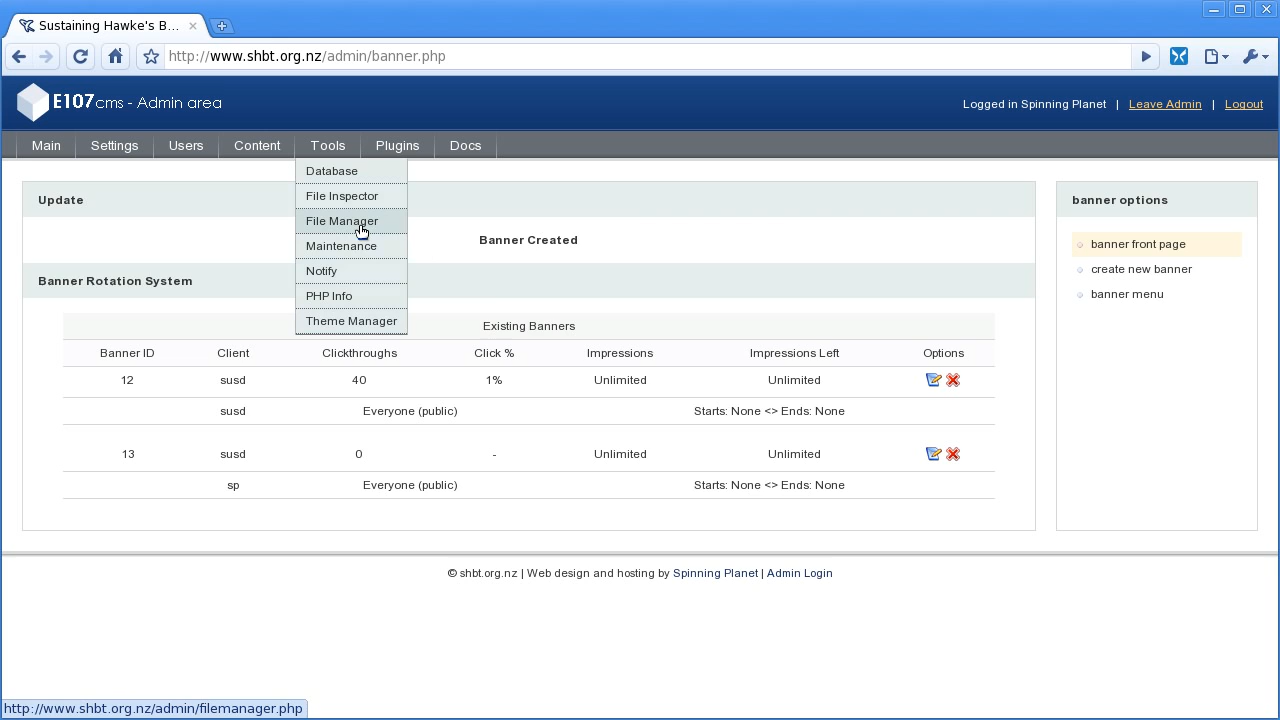 Sustaining Hawke's B...
http://www.shbt.org.nz/admin/banner.php
E107cms - Admin area
Logged in Spinning Planet | Leave Admin | Logout
Main Settings Users Content Tools Plugins Docs
Database
File Inspector
File Manager
Maintenance
Notify
PHP Info
Theme Manager
Update
Banner Created
Banner Rotation System
Existing Banners
Banner ID Client Clickthroughs Click % Impressions Impressions Left Options
12 susd 40 1% Unlimited Unlimited
susd Everyone (public) Starts: None <> Ends: None
13 susd 0 - Unlimited Unlimited
sp Everyone (public) Starts: None <> Ends: None
banner options
banner front page
create new banner
banner menu
© shbt.org.nz | Web design and hosting by Spinning Planet | Admin Login
http://www.shbt.org.nz/admin/filemanager.php